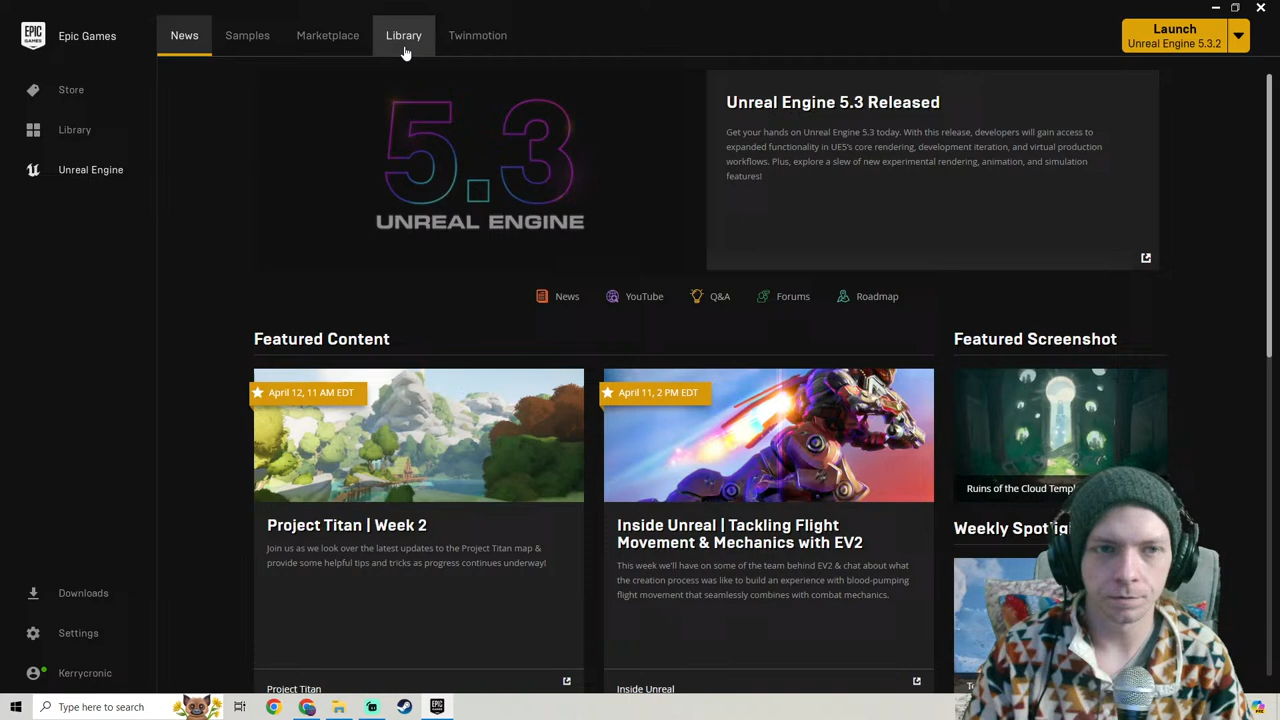 EPIC
GAMES
Epic Games
News
Samples
Marketplace
Library
Twinmotion
Launch
Unreal Engine 5.3.2
Store
Library
Unreal Engine
5.3
UNREAL ENGINE
Unreal Engine 5.3 Released
Get your hands on Unreal Engine 5.3 today. With this release, developers will gain access to
expanded functionality in UE5's core rendering, development iteration, and virtual production
workflows. Plus, explore a slew of new experimental rendering, animation, and simulation
features!
News
YouTube
Q&A
Forums
Roadmap
Featured Content
Featured Screenshot
April 12, 11 AM EDT
April 11, 2 PM EDT
Ruins of the Cloud
Project Titan | Week 2
Join us as we look over the latest updates to the Project Titan map &
provide some helpful tips and tricks as progress continues underway!
Inside Unreal | Tackling Flight
Movement & Mechanics with EV2
This week we'll have on some of the team behind EV2 & chat about what
the creation process was like to build an experience with blood-pumping
flight movement that seamlessly combines with combat mechanics.
Weekly
Project Titan
Inside Unreal
Downloads
Settings
Kerrycronic
Type here to search